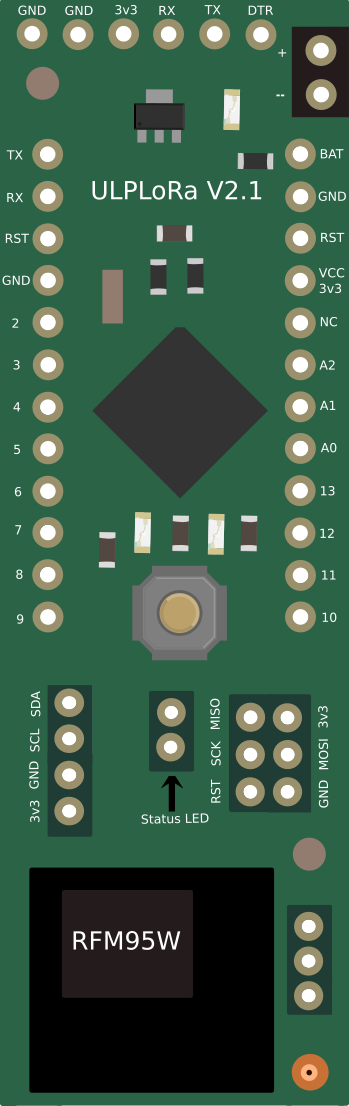 GND GND 3v3 RX TX DTR
+
--
TX BAT
ULPLoRa V2.1
RX GND
RST RST
GND VCC
3v3
2 NC
3 A2
4 A1
5 A0
6 13
7 12
8 11
9 10
SDA
SCL
GND
3v3
MISO
SCK
RST
3v3
MOSI
GND
Status LED
RFM95W